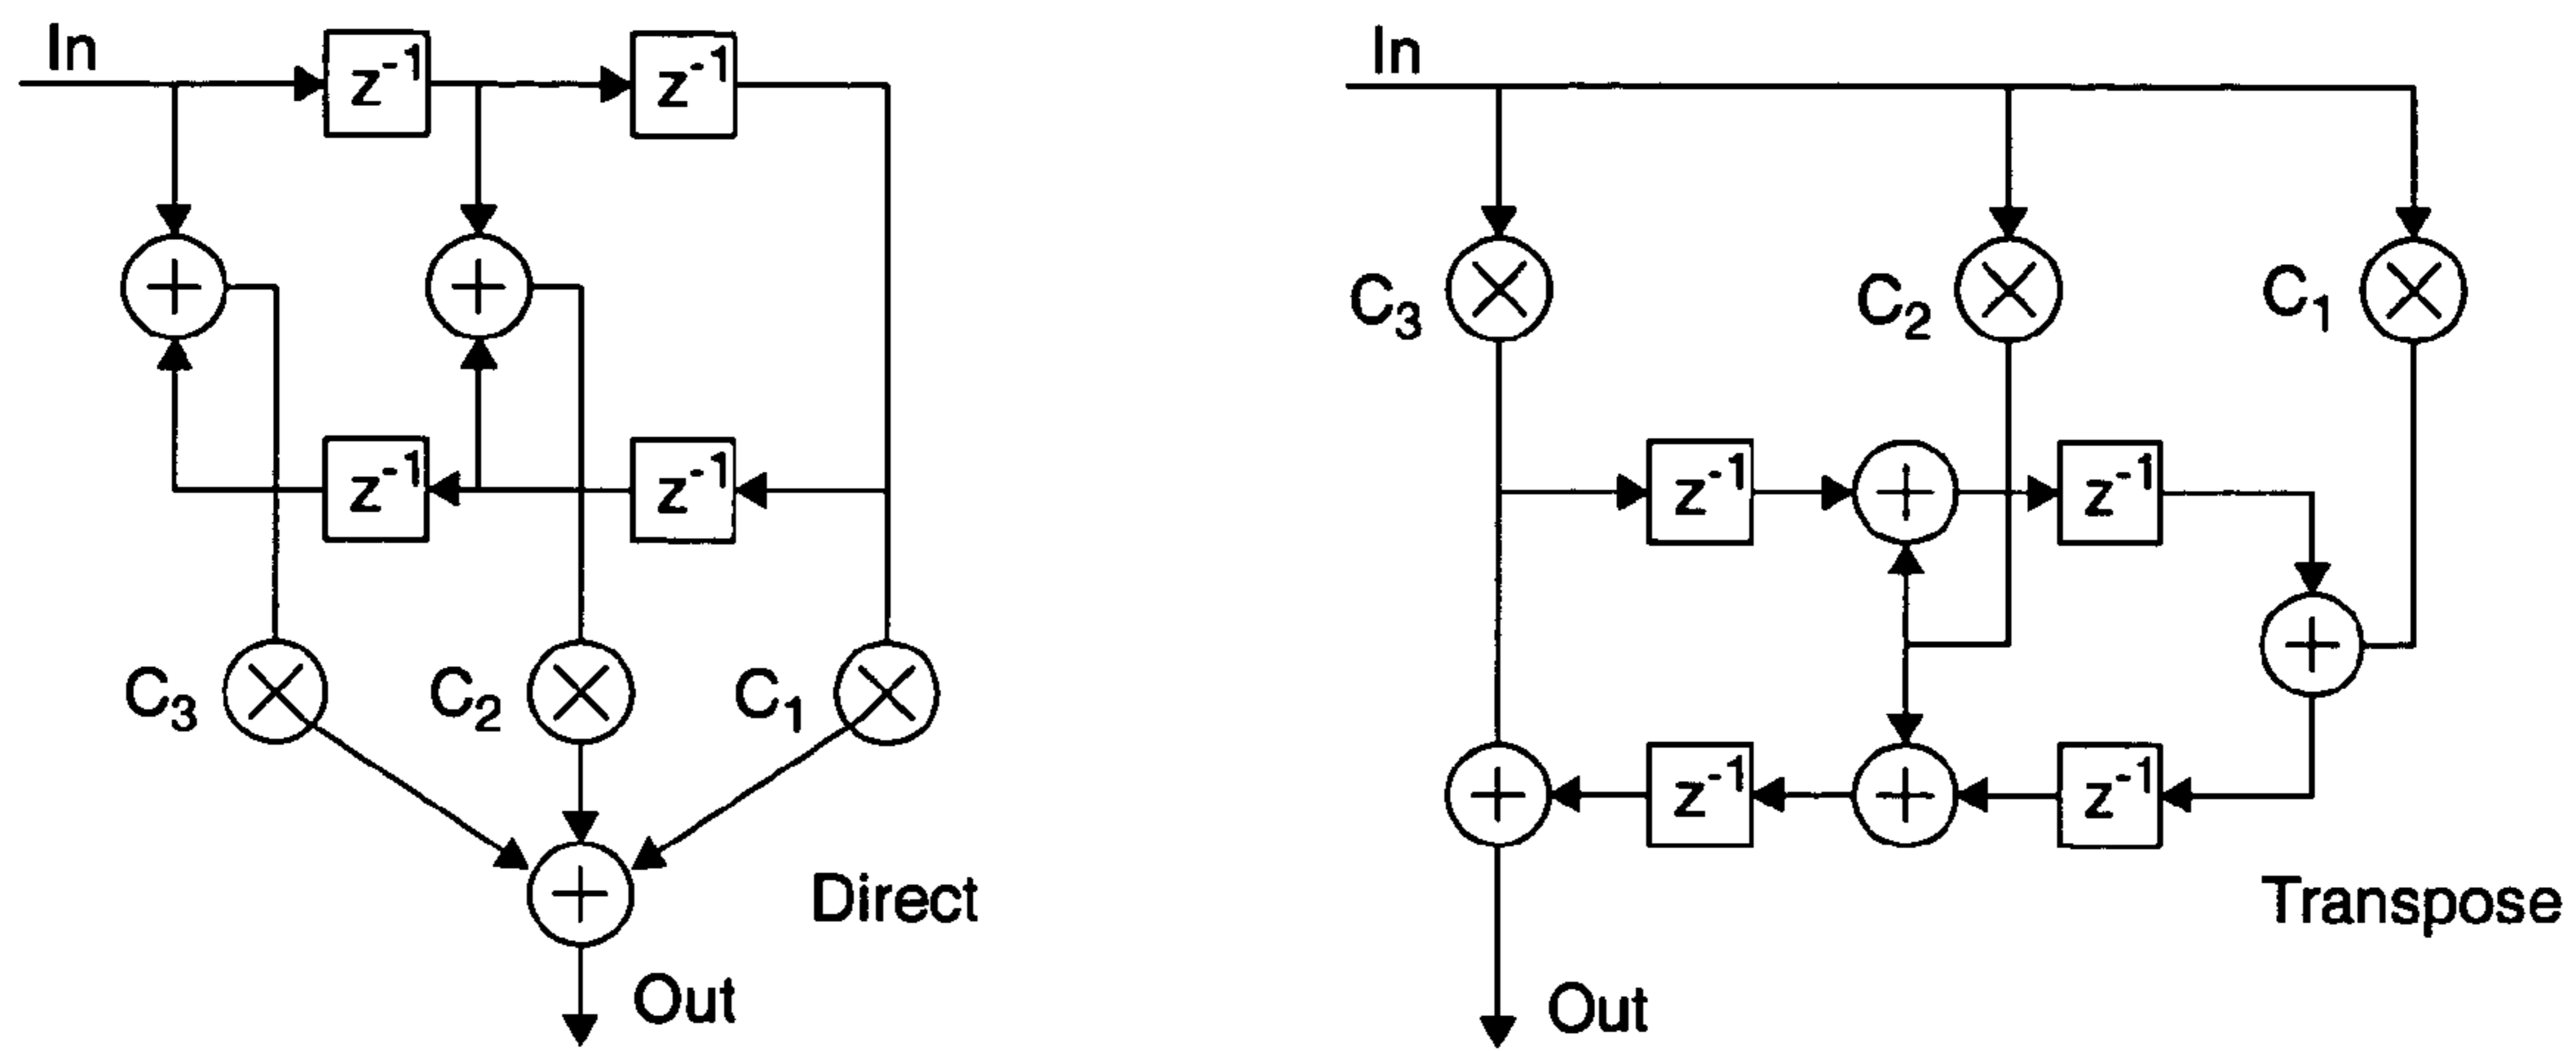 In
z⁻¹
z⁻¹
z⁻¹
z⁻¹
C₃
C₂
C₁
Direct
Out
In
C₃
C₂
C₁
z⁻¹
z⁻¹
z⁻¹
z⁻¹
Transpose
Out